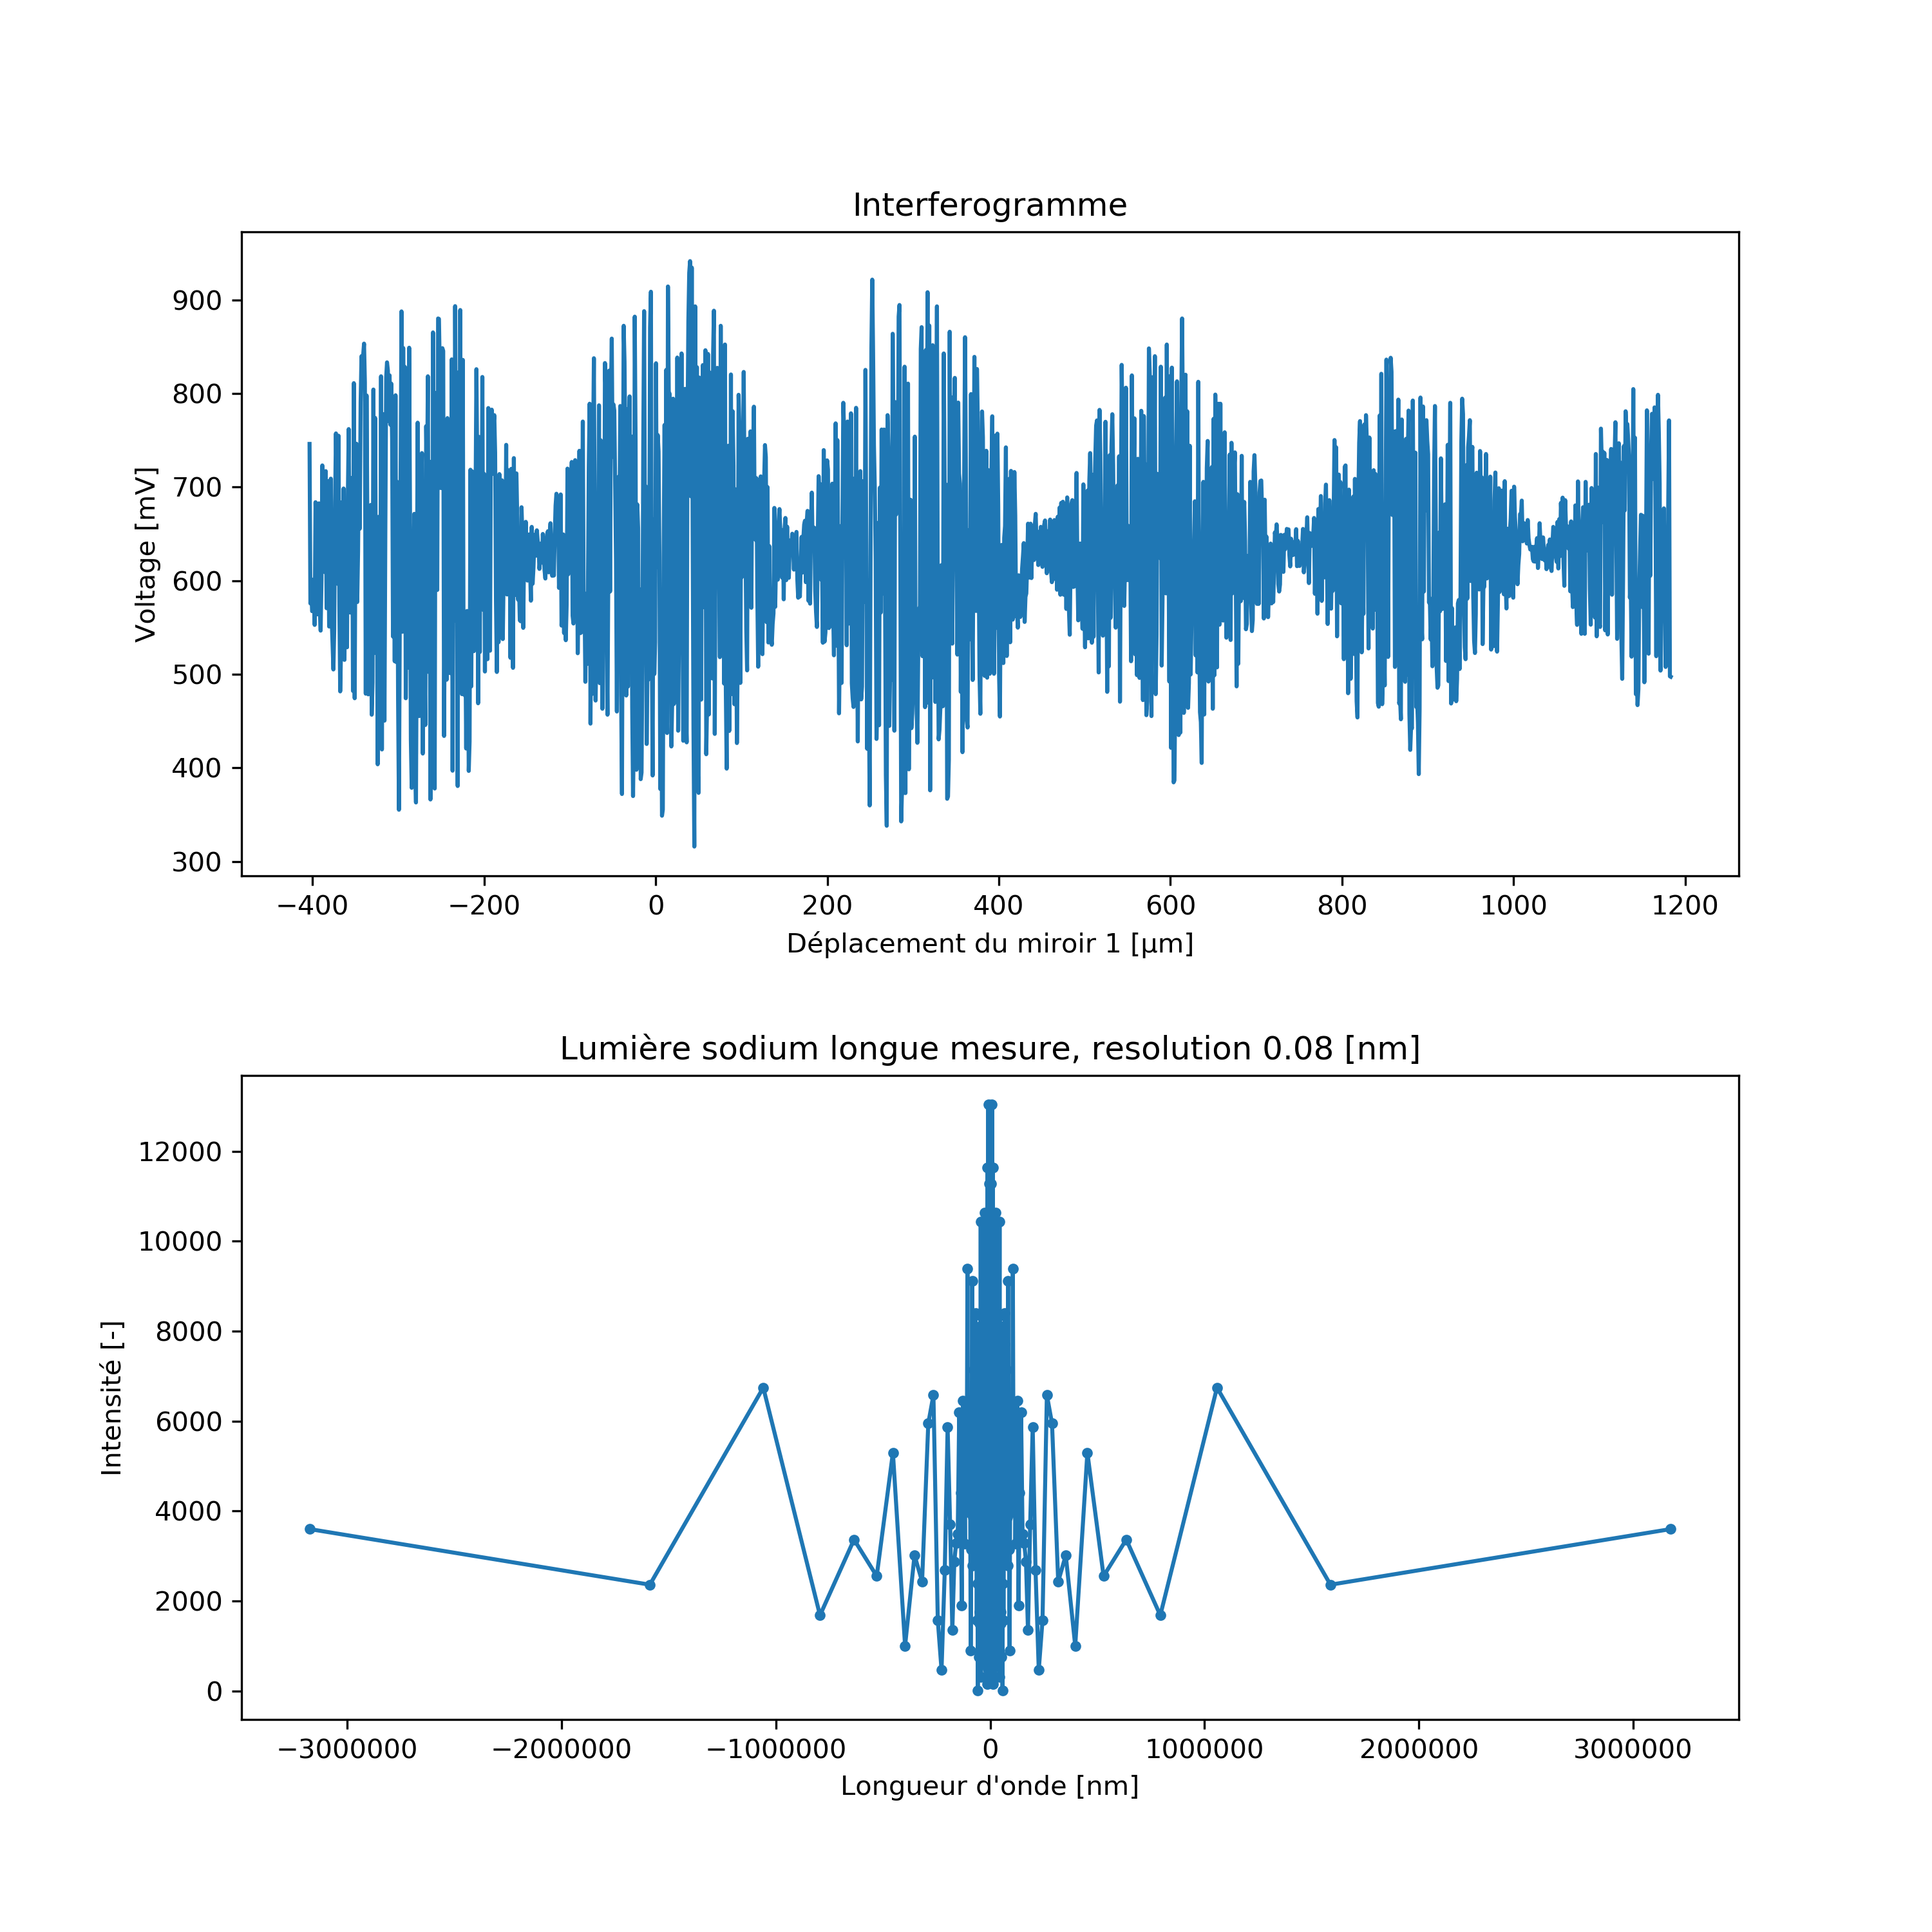 Interferogramme
Voltage [mV]
900
800
700
600
500
400
300
−400 −200 0 200 400 600 800 1000 1200
Déplacement du miroir 1 [μm]
Lumière sodium longue mesure, resolution 0.08 [nm]
Intensité [-]
12000
10000
8000
6000
4000
2000
0
−3000000 −2000000 −1000000 0 1000000 2000000 3000000
Longueur d'onde [nm]